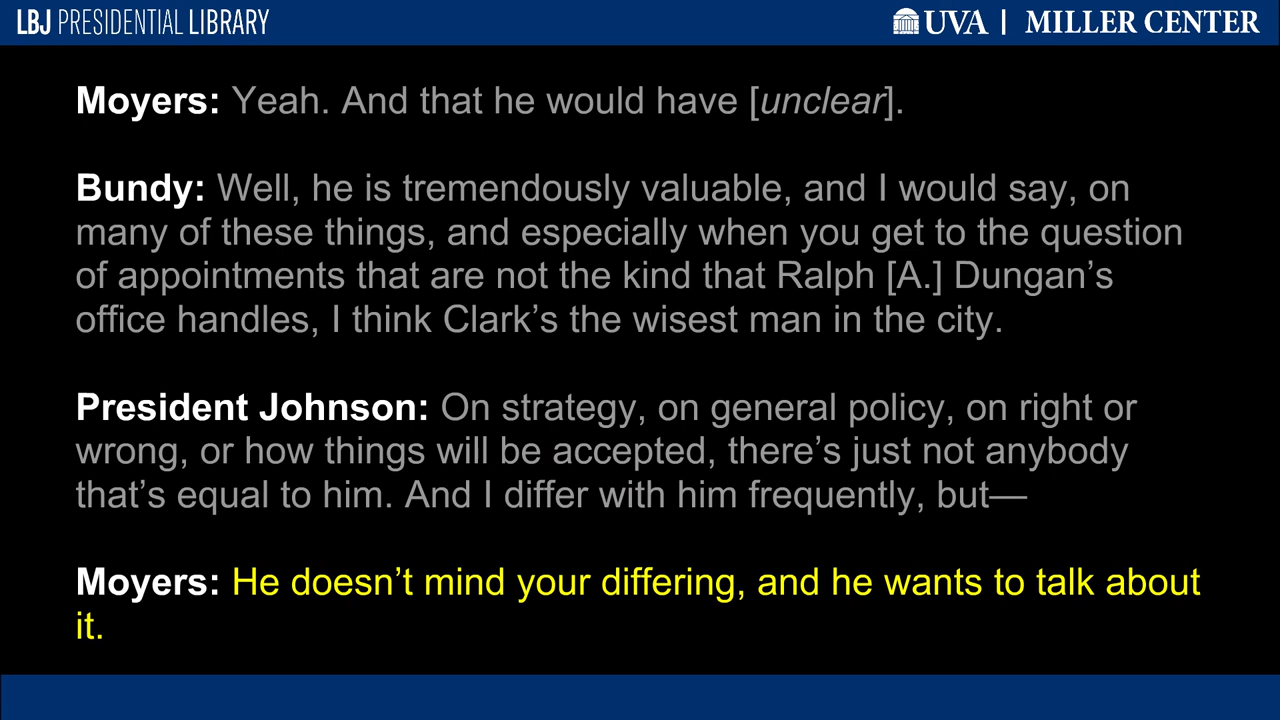 LBJ PRESIDENTIAL LIBRARY
UVA | MILLER CENTER
Moyers: Yeah. And that he would have [unclear].
Bundy: Well, he is tremendously valuable, and I would say, on
many of these things, and especially when you get to the question
of appointments that are not the kind that Ralph [A.] Dungan’s
office handles, I think Clark’s the wisest man in the city.
President Johnson: On strategy, on general policy, on right or
wrong, or how things will be accepted, there’s just not anybody
that’s equal to him. And I differ with him frequently, but—
Moyers: He doesn’t mind your differing, and he wants to talk about
it.